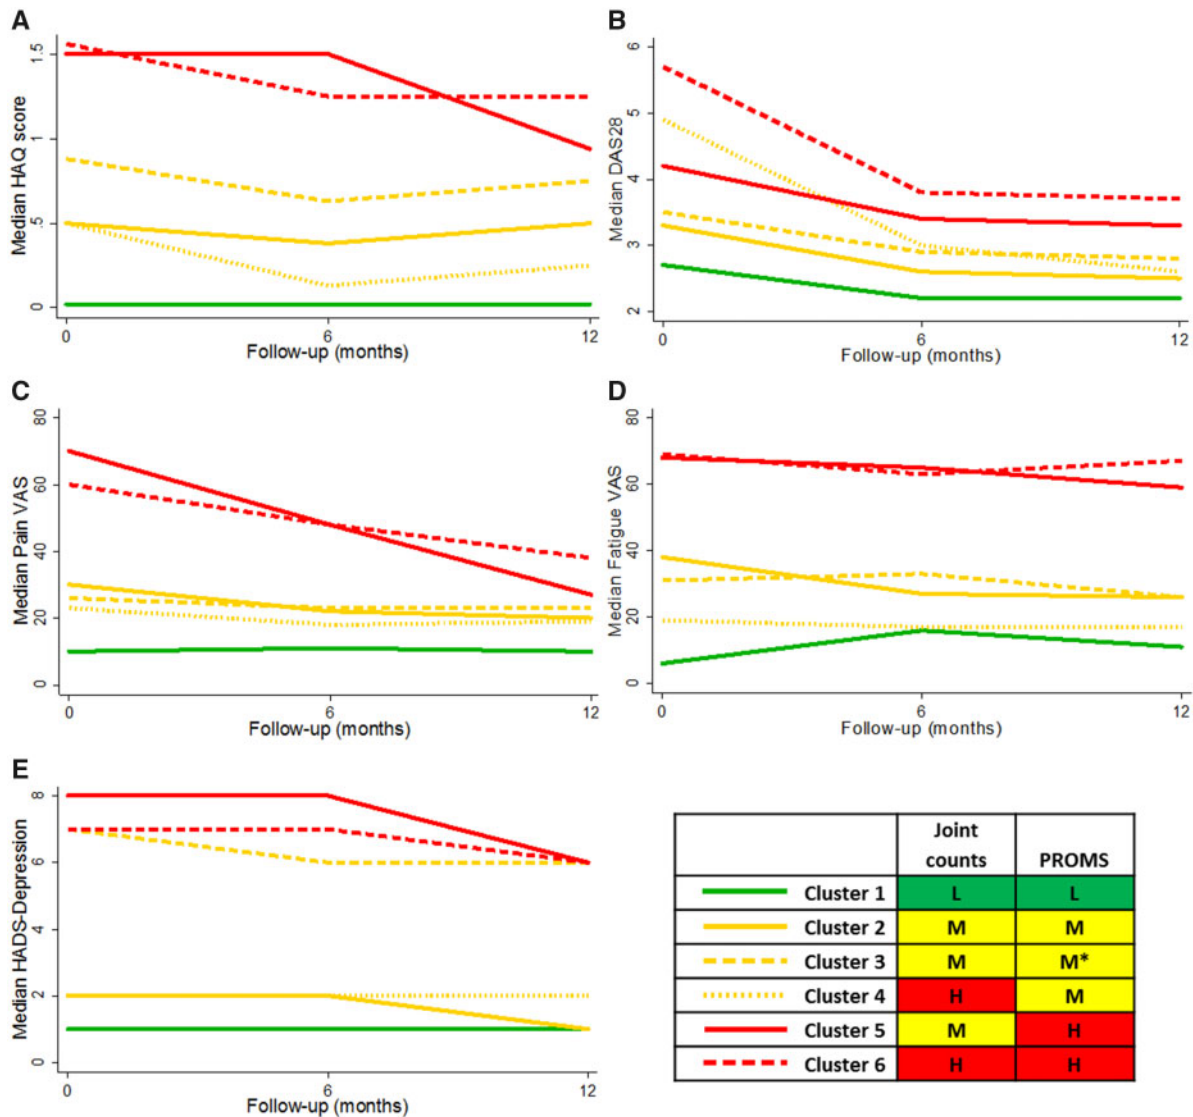 A
Median HAQ score
1.5
1
.5
0
0 6 12
Follow-up (months)
B
Median DAS28
6
5
4
3
2
0 6 12
Follow-up (months)
C
Median Pain VAS
80
60
40
20
0
0 6 12
Follow-up (months)
D
Median Fatigue VAS
80
60
40
20
0
0 6 12
Follow-up (months)
E
Median HADS-Depression
8
6
4
2
0
0 6 12
Follow-up (months)
Joint
counts PROMS
Cluster 1 L L
Cluster 2 M M
Cluster 3 M M*
Cluster 4 H M
Cluster 5 M H
Cluster 6 H H